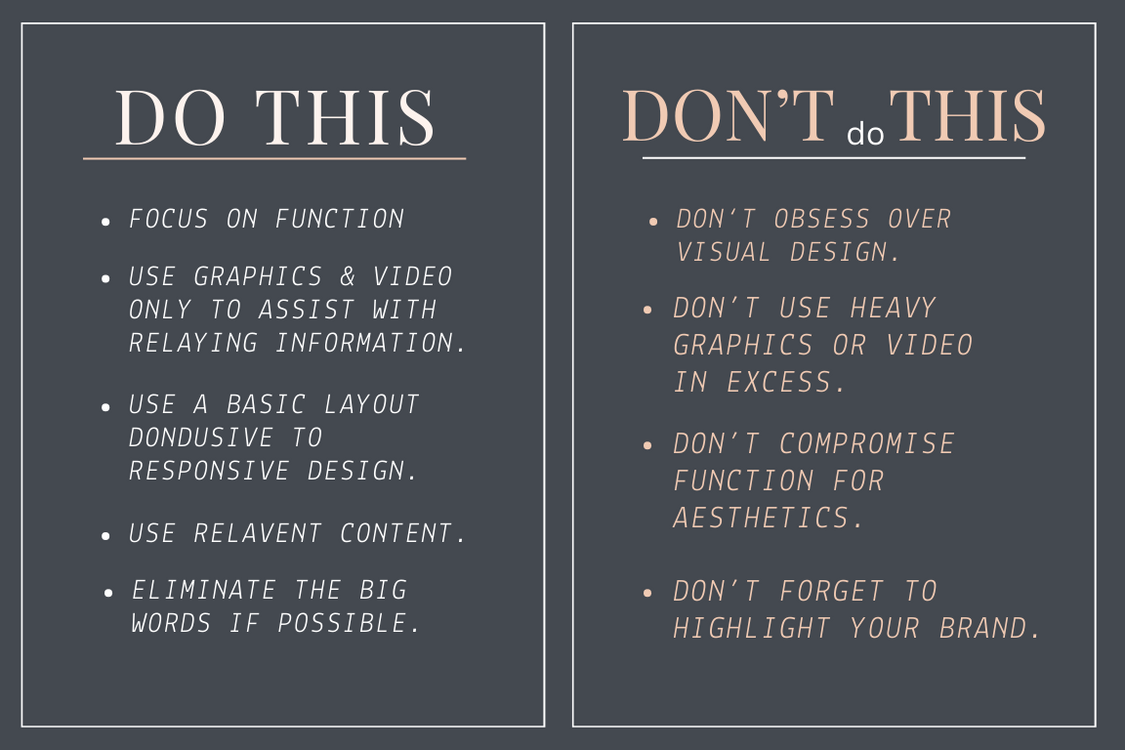 DO THIS
• FOCUS ON FUNCTION
• USE GRAPHICS & VIDEO
ONLY TO ASSIST WITH
RELAYING INFORMATION.
• USE A BASIC LAYOUT
DONDUSIVE TO
RESPONSIVE DESIGN.
• USE RELAVENT CONTENT.
• ELIMINATE THE BIG
WORDS IF POSSIBLE.
DON'T do THIS
• DON'T OBSESS OVER
VISUAL DESIGN.
• DON'T USE HEAVY
GRAPHICS OR VIDEO
IN EXCESS.
• DON'T COMPROMISE
FUNCTION FOR
AESTHETICS.
• DON'T FORGET TO
HIGHLIGHT YOUR BRAND.